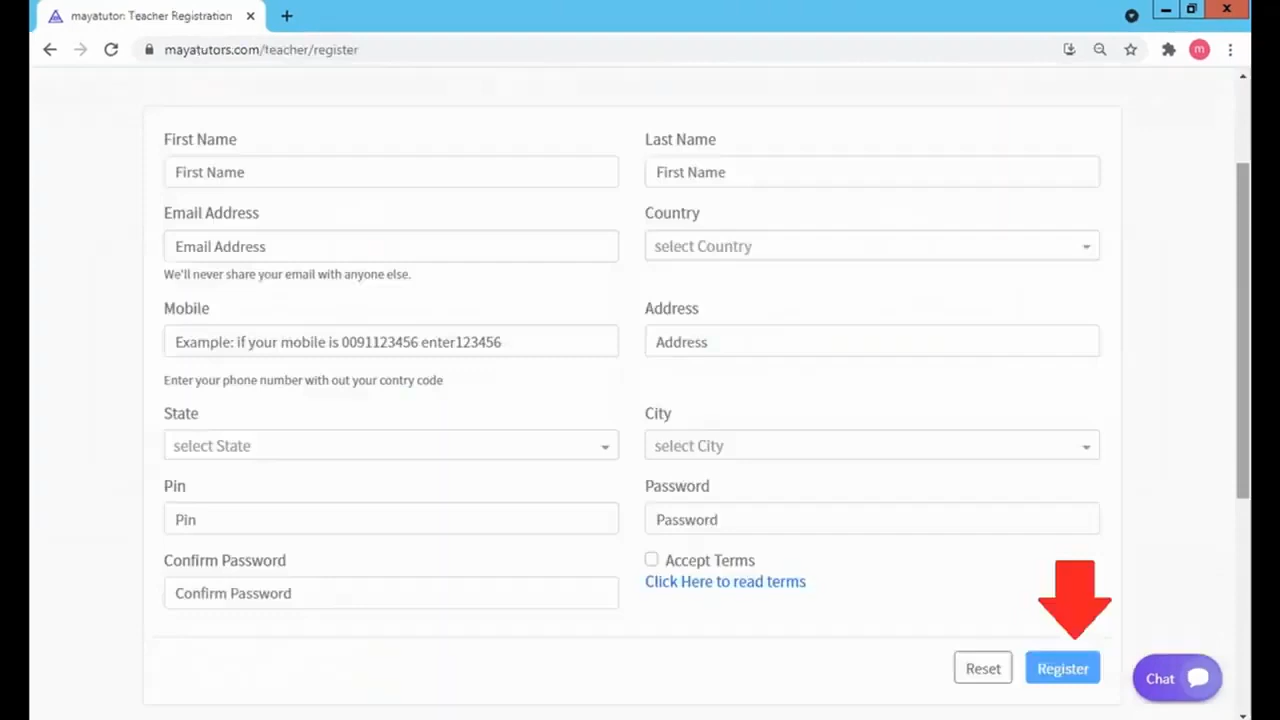 mayatutor: Teacher Registration
mayatutors.com/teacher/register
m
First Name
Last Name
First Name
First Name
Email Address
Country
Email Address
select Country
We'll never share your email with anyone else.
Mobile
Address
Example: if your mobile is 0091123456 enter123456
Address
Enter your phone number with out your contry code
State
City
select State
select City
Pin
Password
Pin
Password
Confirm Password
Accept Terms
Click Here to read terms
Confirm Password
Reset
Register
Chat